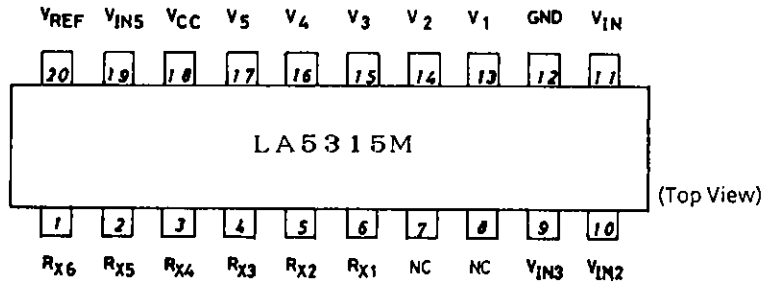 VREF VIN5 VCC V5 V4 V3 V2 V1 GND VIN
20 19 18 17 16 15 14 13 12 11
LA5315M
(Top View)
1 2 3 4 5 6 7 8 9 10
RX6 RX5 RX4 RX3 RX2 RX1 NC NC VIN3 VIN2